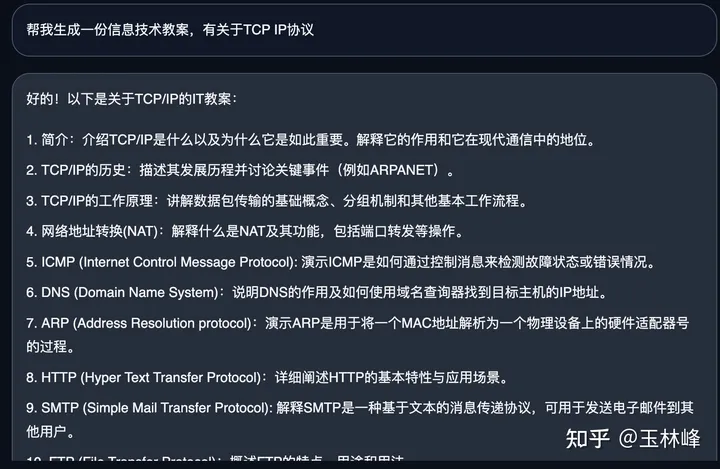 帮我生成一份信息技术教案，有关于TCP IP协议
好的！以下是关于TCP/IP的IT教案：
1. 简介：介绍TCP/IP是什么以及为什么它是如此重要。解释它的作用和它在现代通信中的地位。
2. TCP/IP的历史：描述其发展历程并讨论关键事件（例如ARPANET）。
3. TCP/IP的工作原理：讲解数据包传输的基础概念、分组机制和其他基本工作流程。
4. 网络地址转换(NAT)：解释什么是NAT及其功能，包括端口转发等操作。
5. ICMP (Internet Control Message Protocol): 演示ICMP是如何通过控制消息来检测故障状态或错误情况。
6. DNS (Domain Name System)：说明DNS的作用及如何使用域名查询器找到目标主机的IP地址。
7. ARP (Address Resolution protocol)：演示ARP是用于将一个MAC地址解析为一个物理设备上的硬件适配器号
的过程。
8. HTTP (Hyper Text Transfer Protocol)：详细阐述HTTP的基本特性与应用场景。
9. SMTP (Simple Mail Transfer Protocol): 解释SMTP是一种基于文本的消息传递协议，可用于发送电子邮件到其
他用户。
10. FTP (File Transfer Protocol)：概述FTP的特点、用途和用法
知乎 @玉林峰